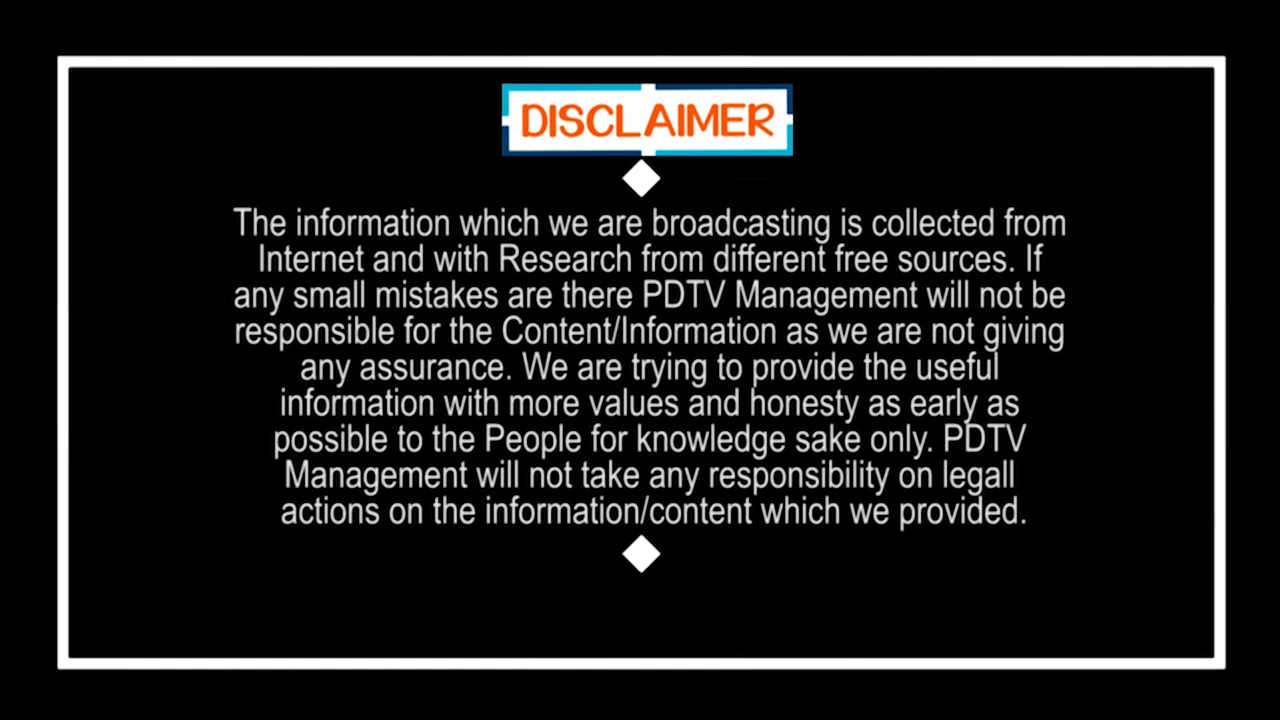 DISCLAIMER
The information which we are broadcasting is collected from
Internet and with Research from different free sources. If
any small mistakes are there PDTV Management will not be
responsible for the Content/Information as we are not giving
any assurance. We are trying to provide the useful
information with more values and honesty as early as
possible to the People for knowledge sake only. PDTV
Management will not take any responsibility on legall
actions on the information/content which we provided.